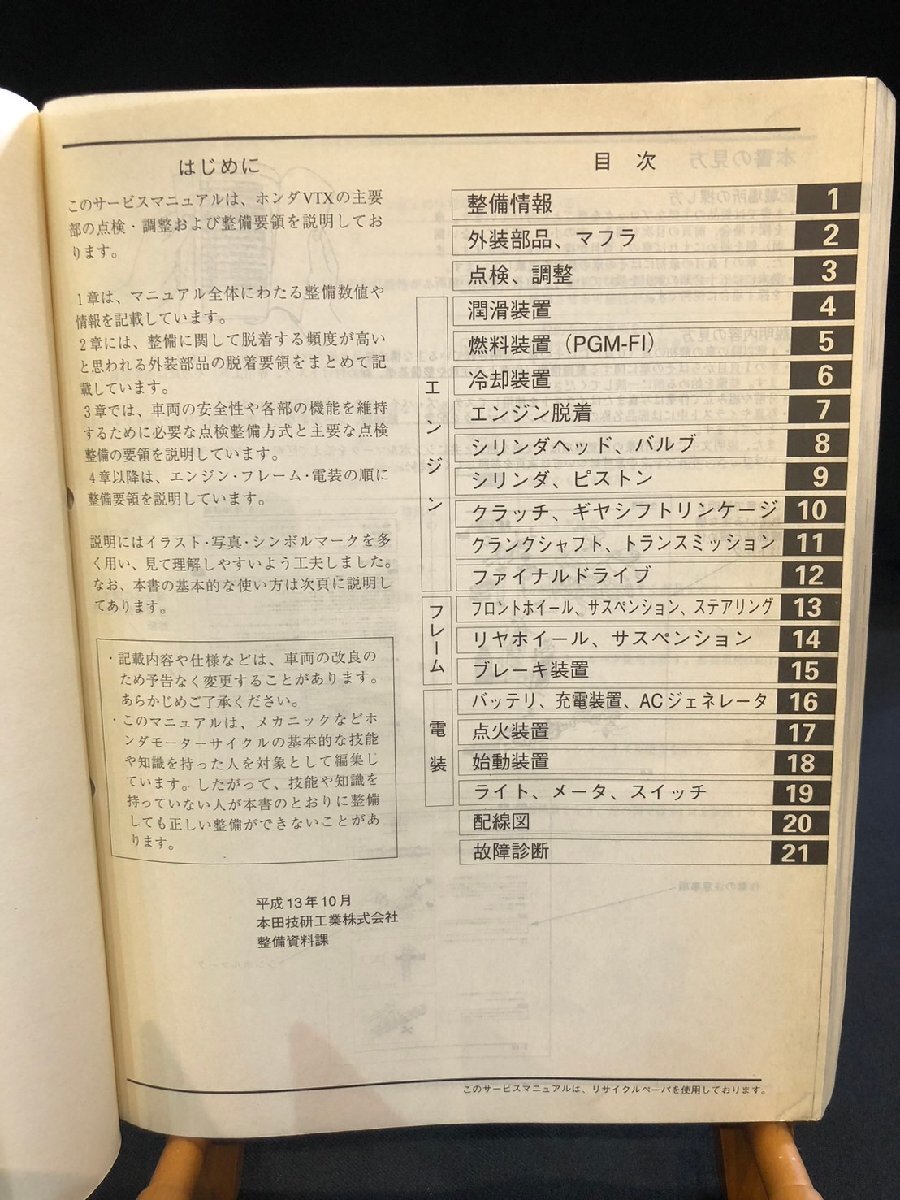 はじめに
このサービスマニュアルは、ホンダVTXの主要
部の点検・調整および整備要領を説明してお
ります。
1章は、マニュアル全体にわたる整備数値や
情報を記載しています。
2章には、整備に関して脱着する頻度が高い
と思われる外装部品の脱着要領をまとめて記
載しています。
3章では、車両の安全性や各部の機能を維持
するために必要な点検整備方式と主要な点検
整備の要領を説明しています。
4章以降は、エンジン・フレーム・電装の順に
整備要領を説明しています。
説明にはイラスト・写真・シンボルマークを多
く用い、見て理解しやすいよう工夫しました。
なお、本書の基本的な使い方は次頁に説明し
てあります。
・記載内容や仕様などは、車両の改良の
ため予告なく変更することがあります。
あらかじめご了承ください。
・このマニュアルは、メカニックなどホ
ンダモーターサイクルの基本的な技能
や知識を持った人を対象として編集し
ています。したがって、技能や知識を
持っていない人が本書のとおりに整備
しても正しい整備ができないことがあ
ります。
平成13年10月
本田技研工業株式会社
整備資料課
目 次
整備情報 1
外装部品、マフラ 2
点検、調整 3
エンジン
潤滑装置 4
燃料装置(PGM-FI) 5
冷却装置 6
エンジン脱着 7
シリンダヘッド、バルブ 8
シリンダ、ピストン 9
クラッチ、ギヤシフトリンケージ 10
クランクシャフト、トランスミッション 11
ファイナルドライブ 12
フレーム
フロントホイール、サスペンション、ステアリング 13
リヤホイール、サスペンション 14
ブレーキ装置 15
電装
バッテリ、充電装置、ACジェネレータ 16
点火装置 17
始動装置 18
ライト、メータ、スイッチ 19
配線図 20
故障診断 21
このサービスマニュアルは、リサイクルペーパを使用しております。